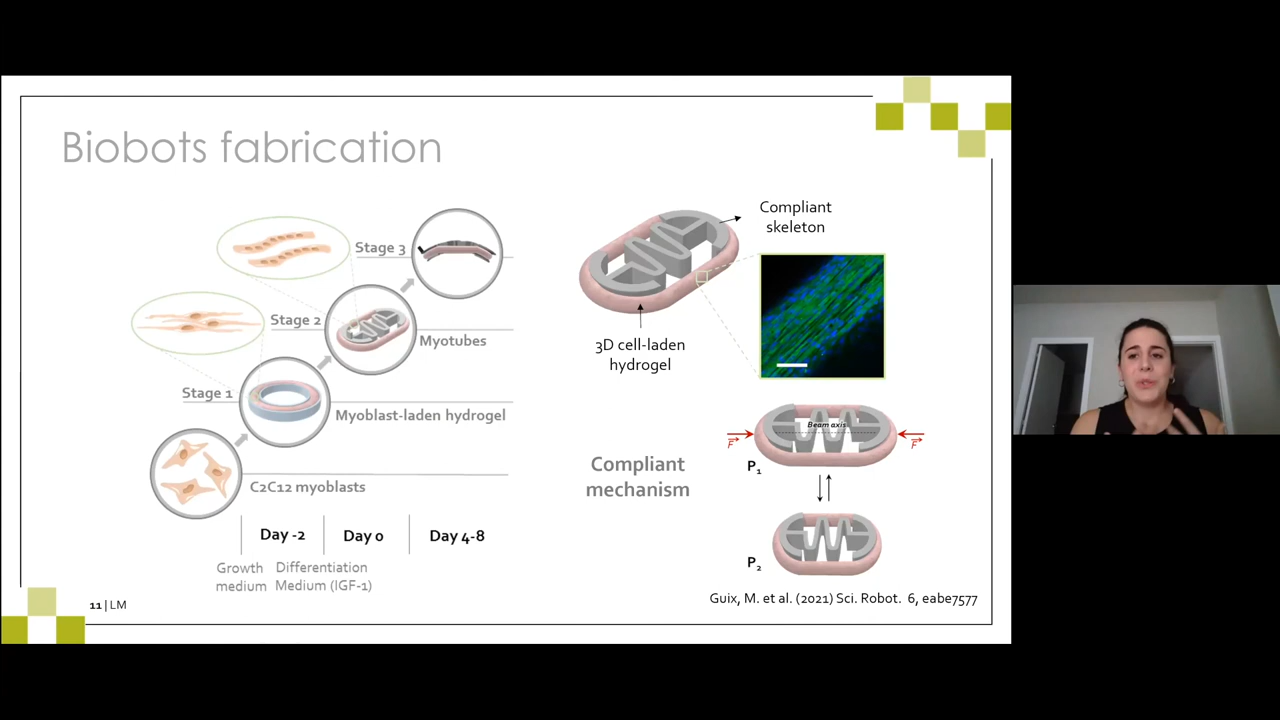 Biobots fabrication
Stage 3
Stage 2
Myotubes
Stage 1
Myoblast-laden hydrogel
C2C12 myoblasts
Day -2
Day 0
Day 4-8
Growth
medium
Differentiation
Medium (IGF-1)
Compliant
skeleton
3D cell-laden
hydrogel
Compliant
mechanism
Beam axis
F
F
P1
P2
Guix, M. et al. (2021) Sci. Robot. 6, eabe7577
11 | LM